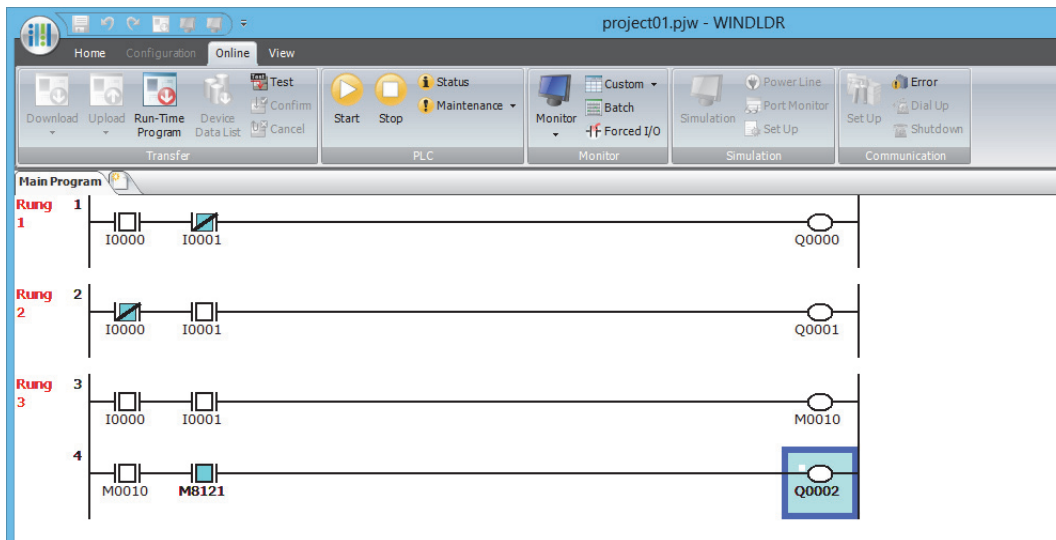 project01.pjw - WINDLDR
Home Configuration Online View
Download Upload Run-Time Program Device Data List Test Confirm Cancel
Transfer
Start Stop Status Maintenance
PLC
Monitor Custom Batch Forced I/O
Monitor
Simulation Power Line Port Monitor Set Up
Simulation
Set Up Error Dial Up Shutdown
Communication
Main Program
Rung 1
1
I0000 I0001 Q0000
Rung 2
2
I0000 I0001 Q0001
Rung 3
3
I0000 I0001 M0010
4
M0010 M8121 Q0002